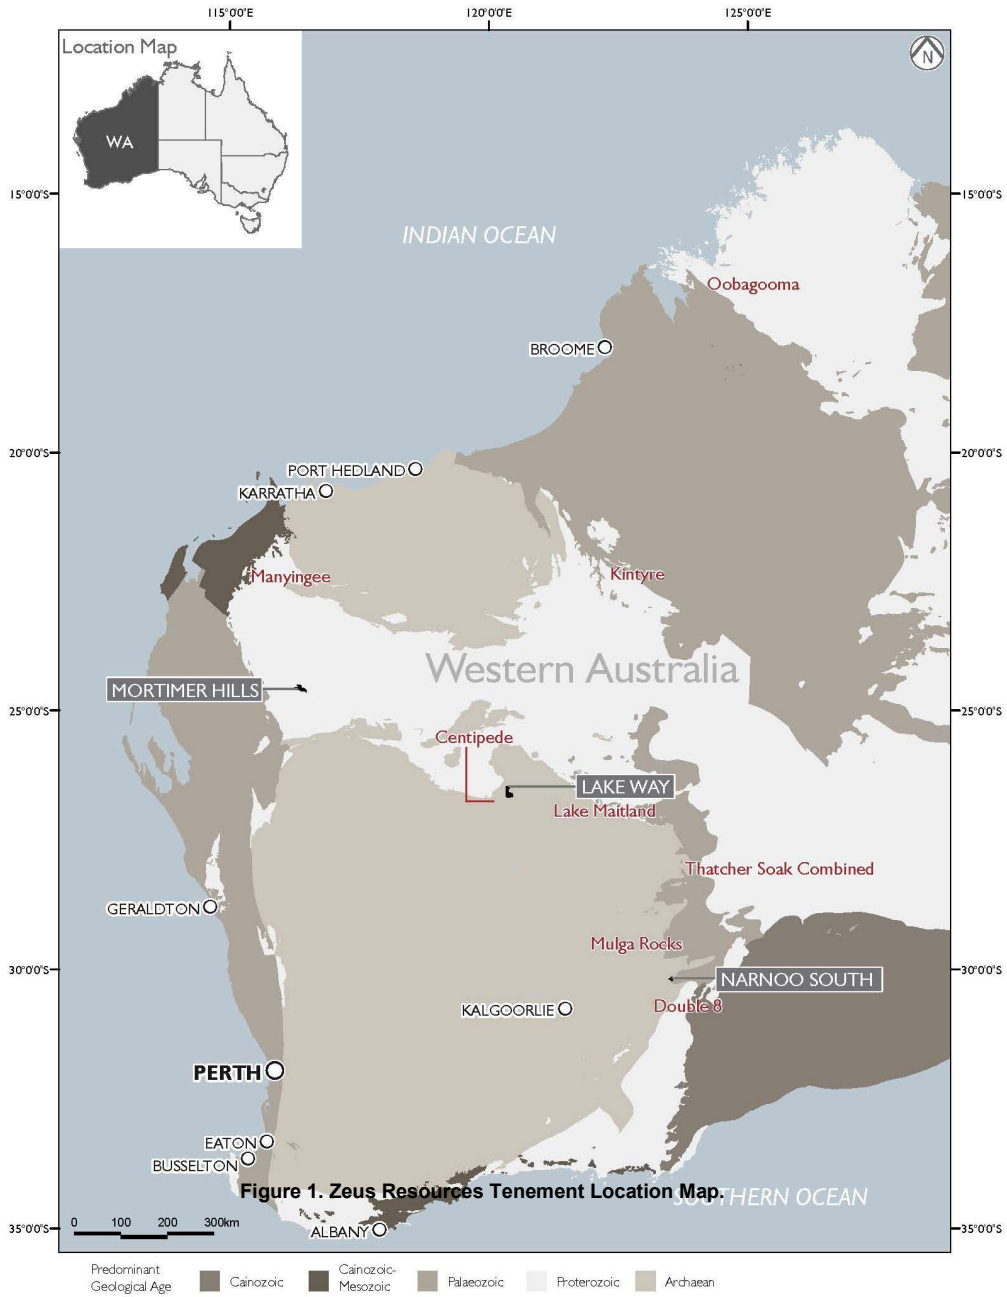 115°0'0"E
120°0'0"E
125°0'0"E
Location Map
WA
N
15°0'0"S
15°0'0"S
INDIAN OCEAN
Oobagooma
BROOME
20°0'0"S
20°0'0"S
PORT HEDLAND
KARRATHA
Manyingee
Kintyre
Western Australia
MORTIMER HILLS
25°0'0"S
25°0'0"S
Centipede
LAKE WAY
Lake Maitland
Thatcher Soak Combined
GERALDTON
Mulga Rocks
30°0'0"S
30°0'0"S
NARNOO SOUTH
Double 8
KALGOORLIE
PERTH
EATON
BUSSELTON
Figure 1. Zeus Resources Tenement Location Map.
SOUTHERN OCEAN
0 100 200 300km
ALBANY
35°0'0"S
35°0'0"S
Predominant
Geological Age
Cainozoic
Cainozoic-
Mesozoic
Palaeozoic
Proterozoic
Archaean